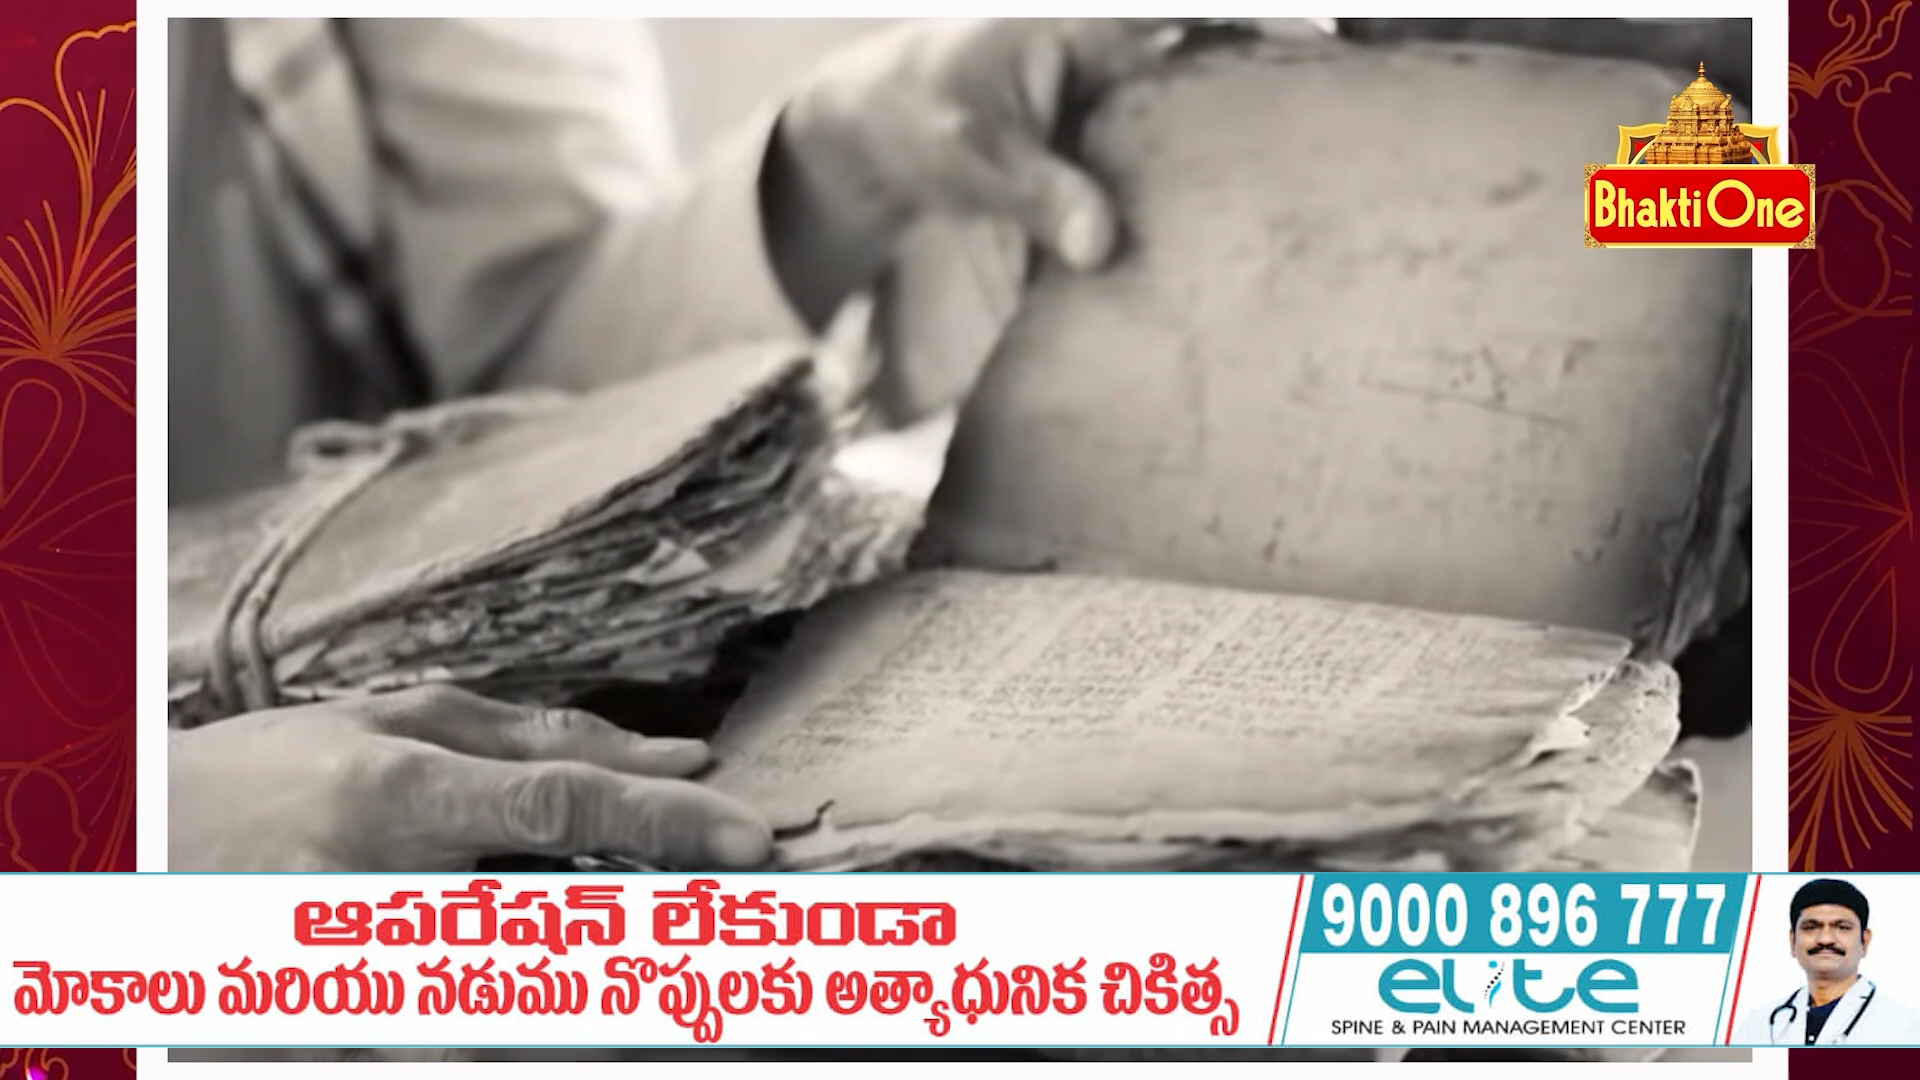 Bhakti One
ఆపరేషన్ లేకుండా
మోకాలు మరియు నడుము నొప్పులకు అత్యాధునిక చికిత్స
9000 896 777
elite
SPINE & PAIN MANAGEMENT CENTER